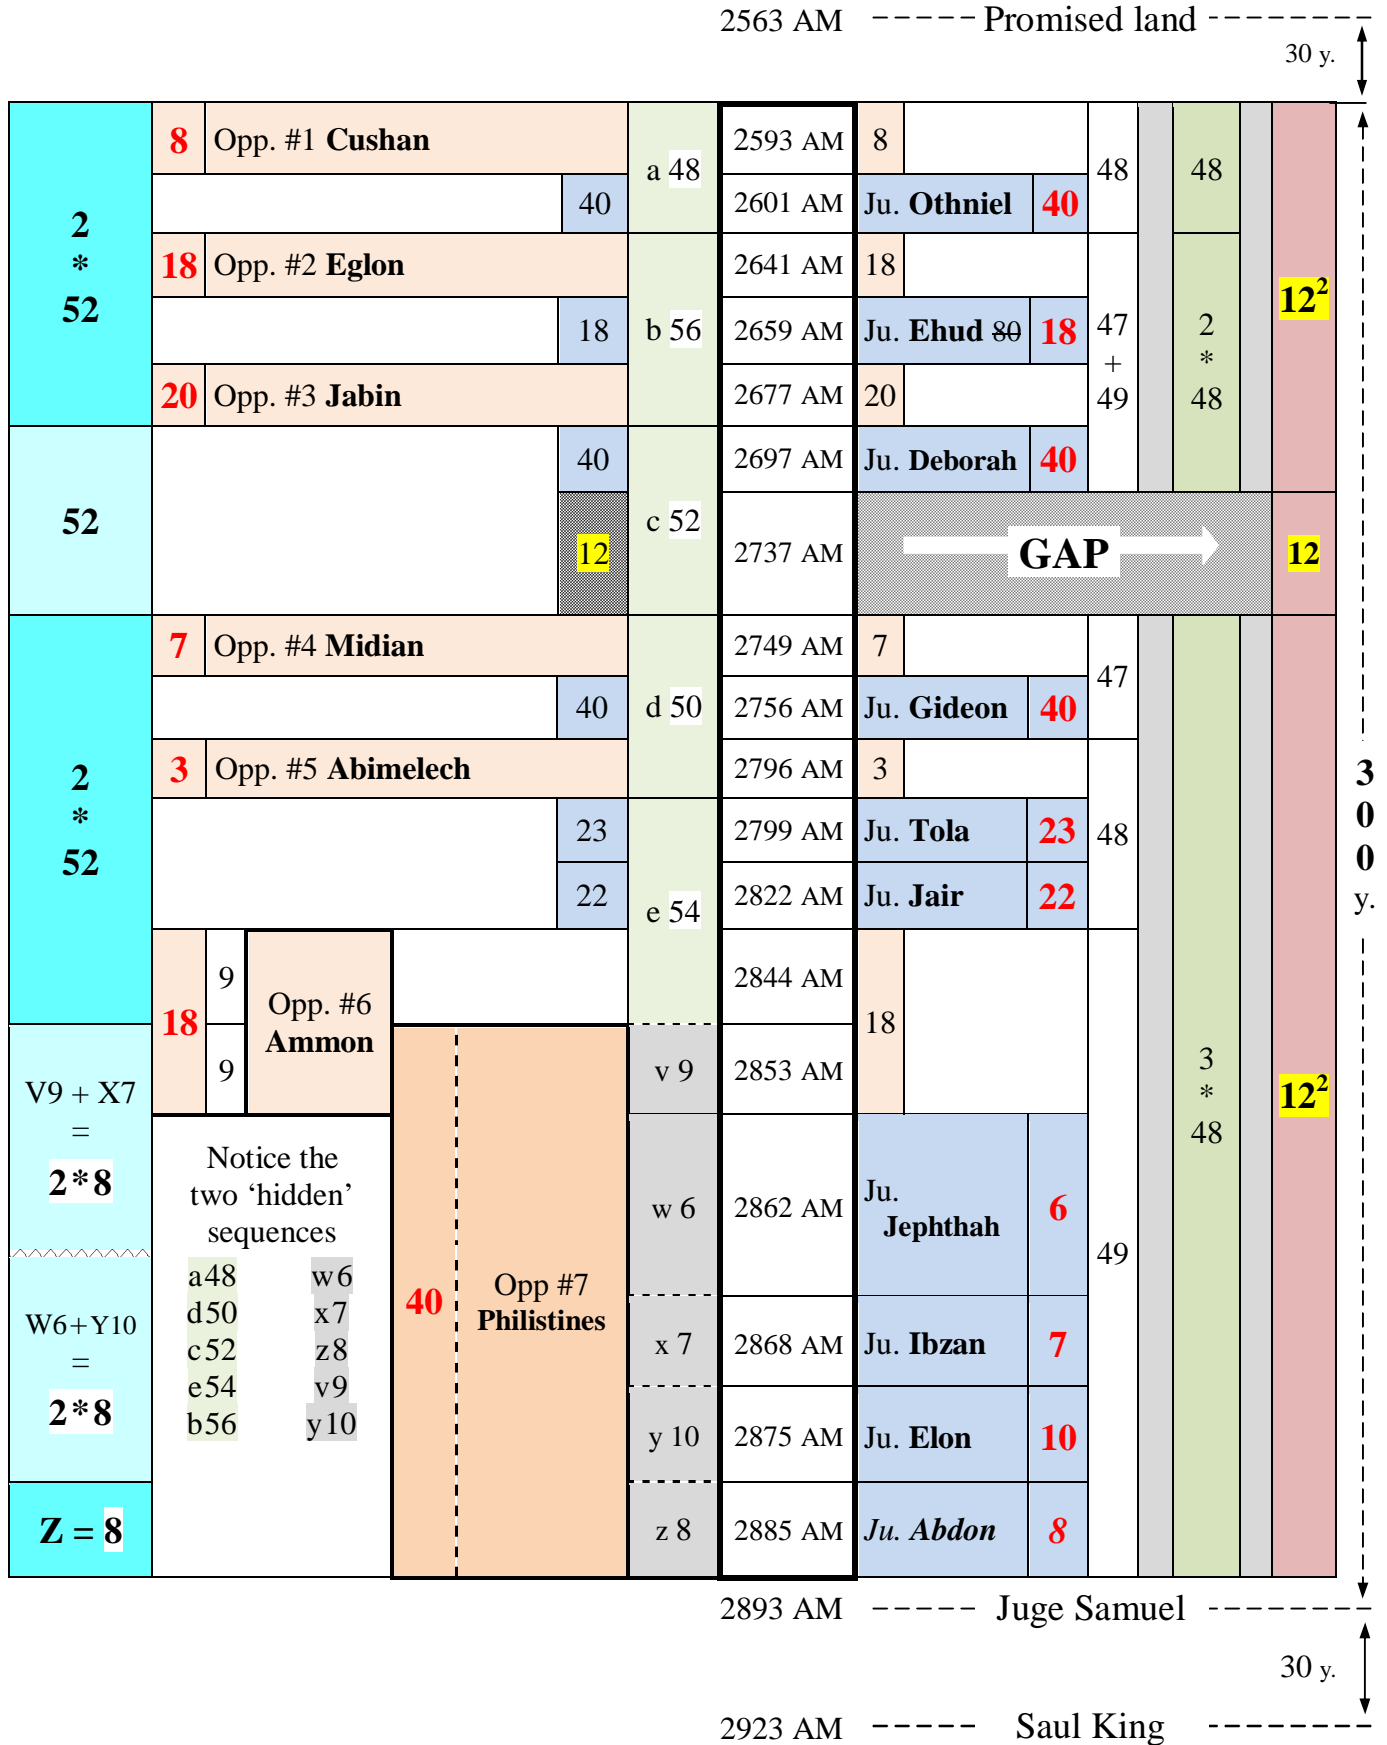 2563 AM ----- Promised land -------
30 y.
2 * 52
8 Opp. #1 Cushan a 48 2593 AM 8 48 48
40 2601 AM Ju. Othniel 40
18 Opp. #2 Eglon 2641 AM 18
18 b 56 2659 AM Ju. Ehud 80 18 47 + 49 2 * 48 12²
20 Opp. #3 Jabin 2677 AM 20
52
40 c 52 2697 AM Ju. Deborah 40
12 2737 AM GAP 12
2 * 52
7 Opp. #4 Midian 2749 AM 7 47
40 d 50 2756 AM Ju. Gideon 40
3 Opp. #5 Abimelech 2796 AM 3
23 2799 AM Ju. Tola 23 48
22 e 54 2822 AM Ju. Jair 22
300 y.
18 9 Opp. #6 Ammon 2844 AM 18
9 v 9 2853 AM
3 * 48 12²
V9 + X7
=
2*8
Notice the
two ‘hidden’
sequences
a48 w6
d50 x7
c52 z8
e54 v9
b56 y10
40 Opp #7
Philistines
w 6 2862 AM Ju. Jephthah 6
49
W6+Y10
=
2*8
x 7 2868 AM Ju. Ibzan 7
y 10 2875 AM Ju. Elon 10
Z = 8 z 8 2885 AM Ju. Abdon 8
2893 AM ----- Juge Samuel -------
30 y.
2923 AM ----- Saul King -------